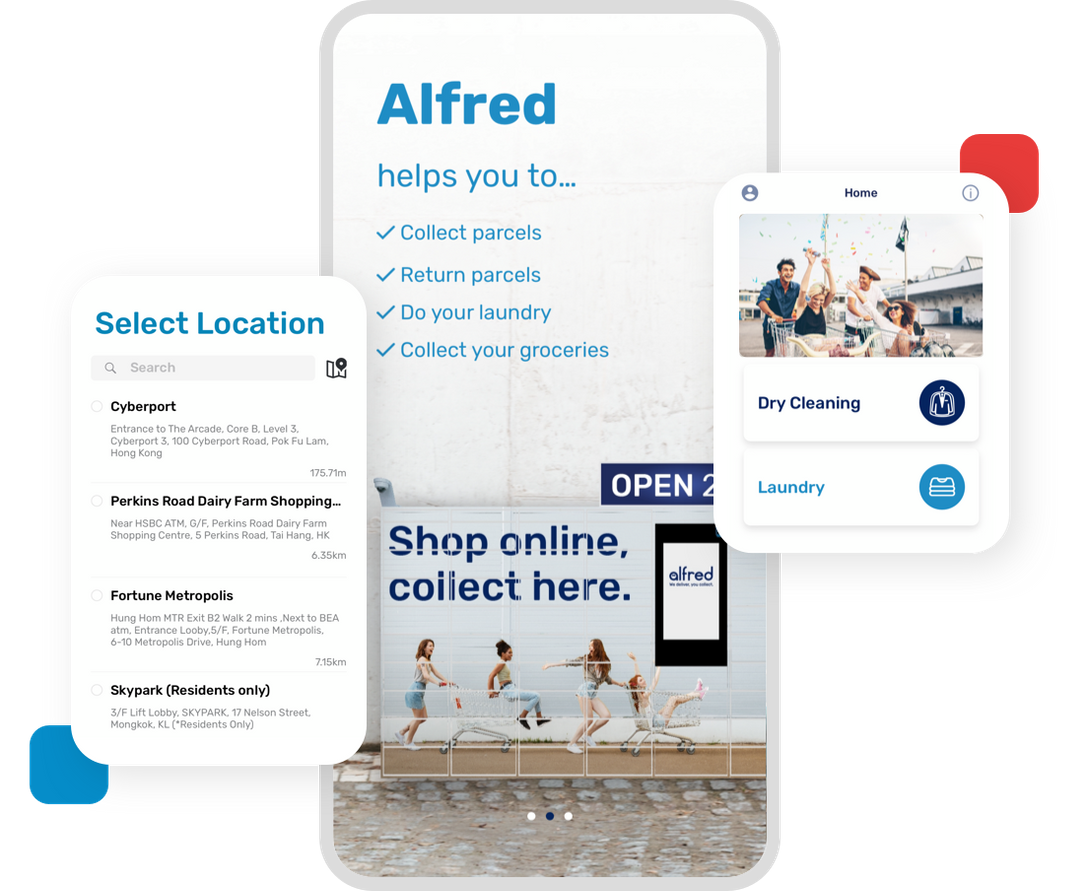 Alfred
helps you to...
Collect parcels
Return parcels
Do your laundry
Collect your groceries
OPEN 2
Shop online,
collect here.
alfred
We deliver, you collect.
Select Location
Search
Cyberport
Entrance to The Arcade, Core B, Level 3,
Cyberport 3, 100 Cyberport Road, Pok Fu Lam,
Hong Kong
175.71m
Perkins Road Dairy Farm Shopping...
Near HSBC ATM, G/F, Perkins Road Dairy Farm
Shopping Centre, 5 Perkins Road, Tai Hang, HK
6.35km
Fortune Metropolis
Hung Hom MTR Exit B2 Walk 2 mins ,Next to BEA
atm, Entrance Looby,5/F, Fortune Metropolis,
6-10 Metropolis Drive, Hung Hom
7.15km
Skypark (Residents only)
3/F Lift Lobby, SKYPARK, 17 Nelson Street,
Mongkok, KL (*Residents Only)
Home
Dry Cleaning
Laundry